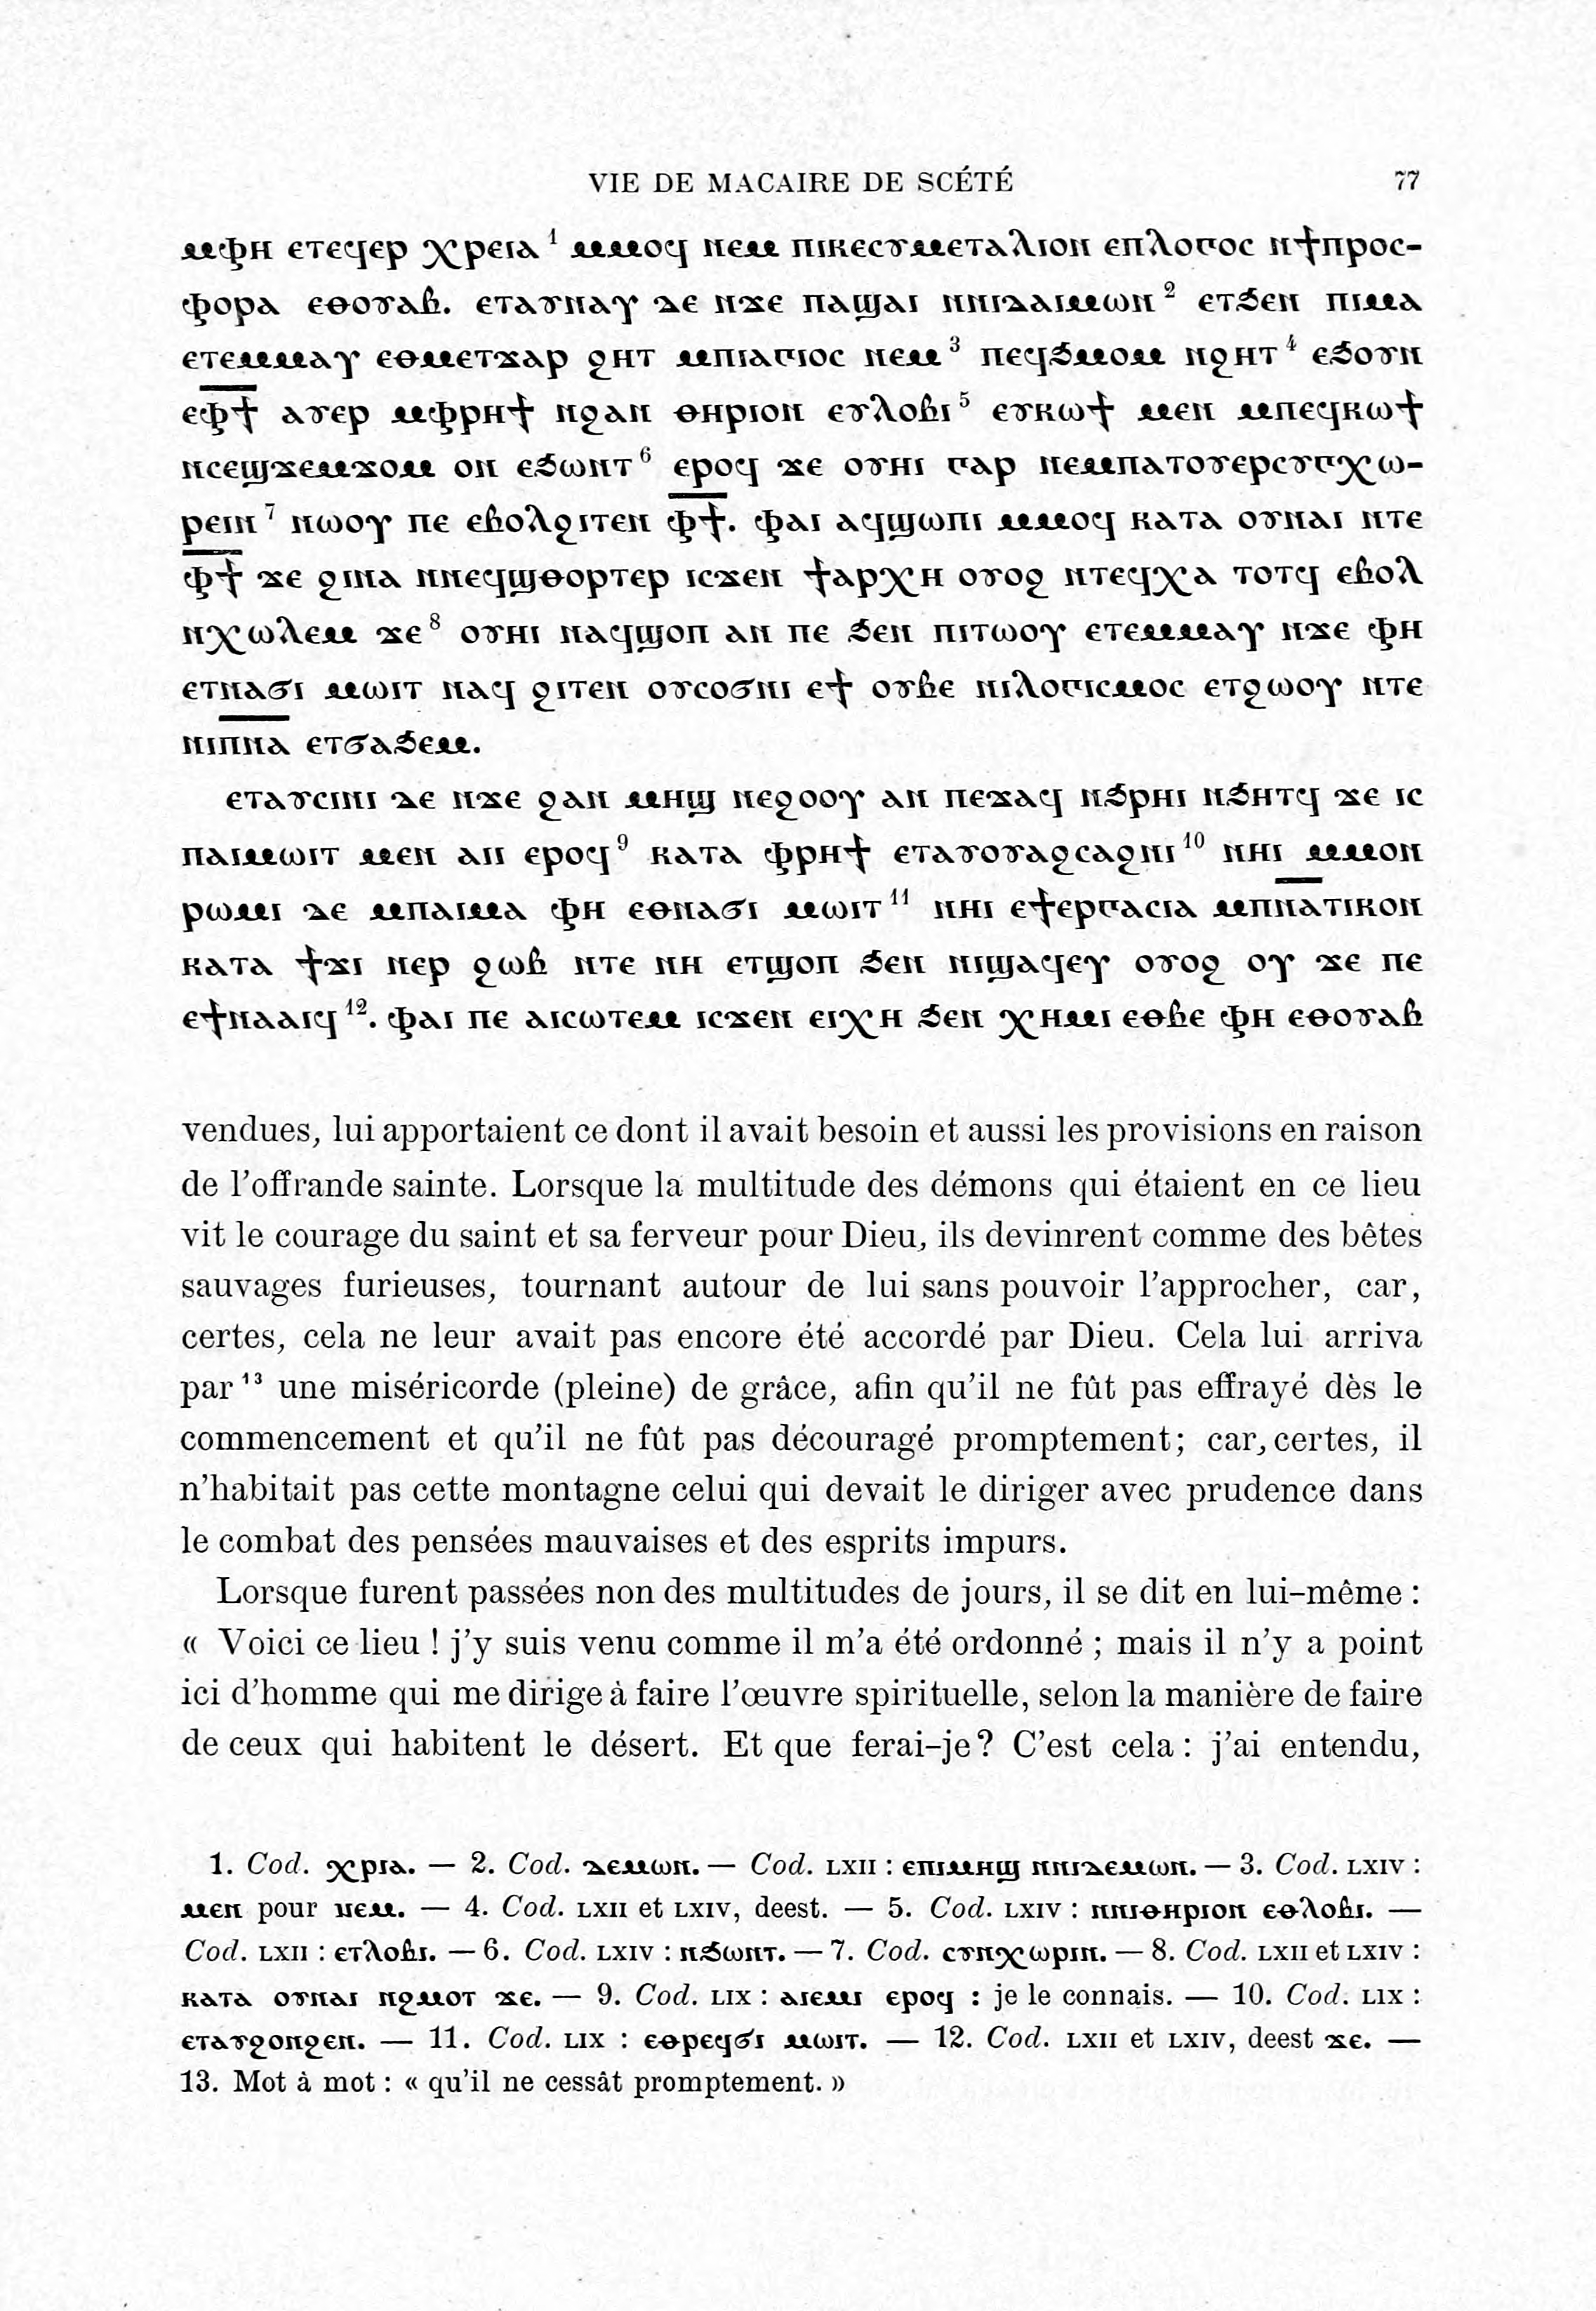 VIE DE MACAIRE DE SCÉTÉ 77
ⲙⲫⲏ ⲉⲧⲉϥⲉⲣ ⲭⲣⲉⲓⲁ ¹ ⲙⲙⲟϥ ⲛⲉⲙ ⲡⲓⲕⲉⲥⲩⲙⲉⲧⲁⲗⲓⲟⲛ ⲉⲡⲗⲟⲅⲟⲥ ⲛϯⲡⲣⲟⲥ-
ⲫⲟⲣⲁ ⲉⲑⲟⲩⲁⲃ. ⲉⲧⲁⲩⲛⲁⲩ ⲇⲉ ⲛϫⲉ ⲡⲁϣⲁⲓ ⲛⲛⲓⲇⲁⲓⲙⲱⲛ ² ⲉⲧϧⲉⲛ ⲡⲓⲙⲁ
ⲉⲧⲉⲙⲙⲁⲩ ⲉⲑⲙⲉⲧϫⲁⲣ ϩⲏⲧ ⲙⲡⲓⲁⲅⲓⲟⲥ ⲛⲉⲙ ³ ⲡⲉϥϧⲙⲟⲙ ⲛϩⲏⲧ ⁴ ⲉϧⲟⲩⲛ
ⲉⲫ̅ϯ̅ ⲁⲩⲉⲣ ⲙⲫⲣⲏϯ ⲛϩⲁⲛ ⲑⲏⲣⲓⲟⲛ ⲉⲩⲗⲟⲃⲓ ⁵ ⲉⲩⲕⲱϯ ⲙⲉⲛ ⲙⲡⲉϥⲕⲱϯ
ⲛⲥⲉϣϫⲉⲙϫⲟⲙ ⲟⲛ ⲉϧⲱⲛⲧ ⁶ ⲉⲣⲟϥ ϫⲉ ⲟⲩⲏⲓ ⲅⲁⲣ ⲛⲉⲙⲡⲁⲧⲟⲩⲉⲣⲥⲩⲅⲭⲱ-
ⲣⲉⲓⲛ ⁷ ⲛⲱⲟⲩ ⲡⲉ ⲉⲃⲟⲗϩⲓⲧⲉⲛ ⲫ̅ϯ̅. ⲫⲁⲓ ⲁϥϣⲱⲡⲓ ⲙⲙⲟϥ ⲕⲁⲧⲁ ⲟⲩⲛⲁⲓ ⲛⲧⲉ
ⲫ̅ϯ̅ ϫⲉ ϩⲓⲛⲁ ⲛⲛⲉϥϣⲑⲟⲣⲧⲉⲣ ⲓⲥϫⲉⲛ ϯⲁⲣⲭⲏ ⲟⲩⲟϩ ⲛⲧⲉϥⲭⲁ ⲧⲟⲧϥ ⲉⲃⲟⲗ
ⲛⲭⲱⲗⲉⲙ ϫⲉ ⁸ ⲟⲩⲏⲓ ⲛⲁϥϣⲟⲡ ⲁⲛ ⲡⲉ ϧⲉⲛ ⲡⲓⲧⲱⲟⲩ ⲉⲧⲉⲙⲙⲁⲩ ⲛϫⲉ ⲫⲏ
ⲉⲧⲛⲁϭⲓ ⲙⲱⲓⲧ ⲛⲁϥ ϩⲓⲧⲉⲛ ⲟⲩⲥⲟϭⲛⲓ ⲉϯ ⲟⲩⲃⲉ ⲛⲓⲗⲟⲅⲓⲥⲙⲟⲥ ⲉⲧϩⲱⲟⲩ ⲛⲧⲉ
ⲛⲓⲡ̅ⲛ̅ⲁ̅ ⲉⲧϭⲁϧⲉⲙ.
ⲉⲧⲁⲩⲥⲓⲛⲓ ⲇⲉ ⲛϫⲉ ϩⲁⲛ ⲙⲏϣ ⲛⲉϩⲟⲟⲩ ⲁⲛ ⲡⲉϫⲁϥ ⲛϧⲣⲏⲓ ⲛϧⲏⲧϥ ϫⲉ ⲓⲥ
ⲡⲁⲓⲙⲱⲓⲧ ⲙⲉⲛ ⲁⲓⲓ ⲉⲣⲟϥ ⁹ ⲕⲁⲧⲁ ⲫⲣⲏϯ ⲉⲧⲁⲩⲟⲩⲁϩⲥⲁϩⲛⲓ ¹⁰ ⲛⲏⲓ ⲙⲙⲟⲛ
ⲣⲱⲙⲓ ⲇⲉ ⲙⲡⲁⲓⲙⲁ ⲫⲏ ⲉⲑⲛⲁϭⲓ ⲙⲱⲓⲧ ¹¹ ⲛⲏⲓ ⲉϯⲉⲣⲅⲁⲥⲓⲁ ⲙⲡ̅ⲛ̅ⲁ̅ⲧⲓⲕⲟⲛ
ⲕⲁⲧⲁ ϯϫⲓ ⲛⲉⲣ ϩⲱⲃ ⲛⲧⲉ ⲛⲏ ⲉⲧϣⲟⲡ ϧⲉⲛ ⲛⲓϣⲁϥⲉⲩ ⲟⲩⲟϩ ⲟⲩ ϫⲉ ⲡⲉ
ⲉϯⲛⲁⲁⲓϥ ¹². ⲫⲁⲓ ⲡⲉ ⲁⲓⲥⲱⲧⲉⲙ ⲓⲥϫⲉⲛ ⲉⲓⲭⲏ ϧⲉⲛ ⲭⲏⲙⲓ ⲉⲑⲃⲉ ⲫⲏ ⲉⲑⲟⲩⲁⲃ
vendues, lui apportaient ce dont il avait besoin et aussi les provisions en raison
de l'offrande sainte. Lorsque la multitude des démons qui étaient en ce lieu
vit le courage du saint et sa ferveur pour Dieu, ils devinrent comme des bêtes
sauvages furieuses, tournant autour de lui sans pouvoir l'approcher, car,
certes, cela ne leur avait pas encore été accordé par Dieu. Cela lui arriva
par ¹³ une miséricorde (pleine) de grâce, afin qu'il ne fût pas effrayé dès le
commencement et qu'il ne fût pas découragé promptement; car, certes, il
n'habitait pas cette montagne celui qui devait le diriger avec prudence dans
le combat des pensées mauvaises et des esprits impurs.
Lorsque furent passées non des multitudes de jours, il se dit en lui-même :
« Voici ce lieu ! j'y suis venu comme il m'a été ordonné ; mais il n'y a point
ici d'homme qui me dirige à faire l'œuvre spirituelle, selon la manière de faire
de ceux qui habitent le désert. Et que ferai-je? C'est cela : j'ai entendu,
1. Cod. ⲭⲣⲓⲁ. — 2. Cod. ⲇⲉⲙⲱⲛ. — Cod. LXII : ⲉⲡⲓⲙⲏϣ ⲛⲛⲓⲇⲉⲙⲱⲛ. — 3. Cod. LXIV :
ⲙⲉⲛ pour ⲛⲉⲙ. — 4. Cod. LXII et LXIV, deest. — 5. Cod. LXIV : ⲛⲛⲓⲑⲏⲣⲓⲟⲛ ⲉⲑⲗⲟⲃⲓ. —
Cod. LXII : ⲉⲧⲗⲟⲃⲓ. — 6. Cod. LXIV : ⲛϧⲱⲛⲧ. — 7. Cod. ⲥⲩⲛⲭⲱⲣⲓⲛ. — 8. Cod. LXII et LXIV :
ⲕⲁⲧⲁ ⲟⲩⲛⲁⲓ ⲛϩⲙⲟⲧ ϫⲉ. — 9. Cod. LIX : ⲁⲓⲉⲙⲓ ⲉⲣⲟϥ : je le connais. — 10. Cod. LIX :
ⲉⲧⲁⲩϩⲟⲛϩⲉⲛ. — 11. Cod. LIX : ⲉⲑⲣⲉϥϭⲓ ⲙⲱⲓⲧ. — 12. Cod. LXII et LXIV, deest ϫⲉ. —
13. Mot à mot : « qu'il ne cessât promptement. »